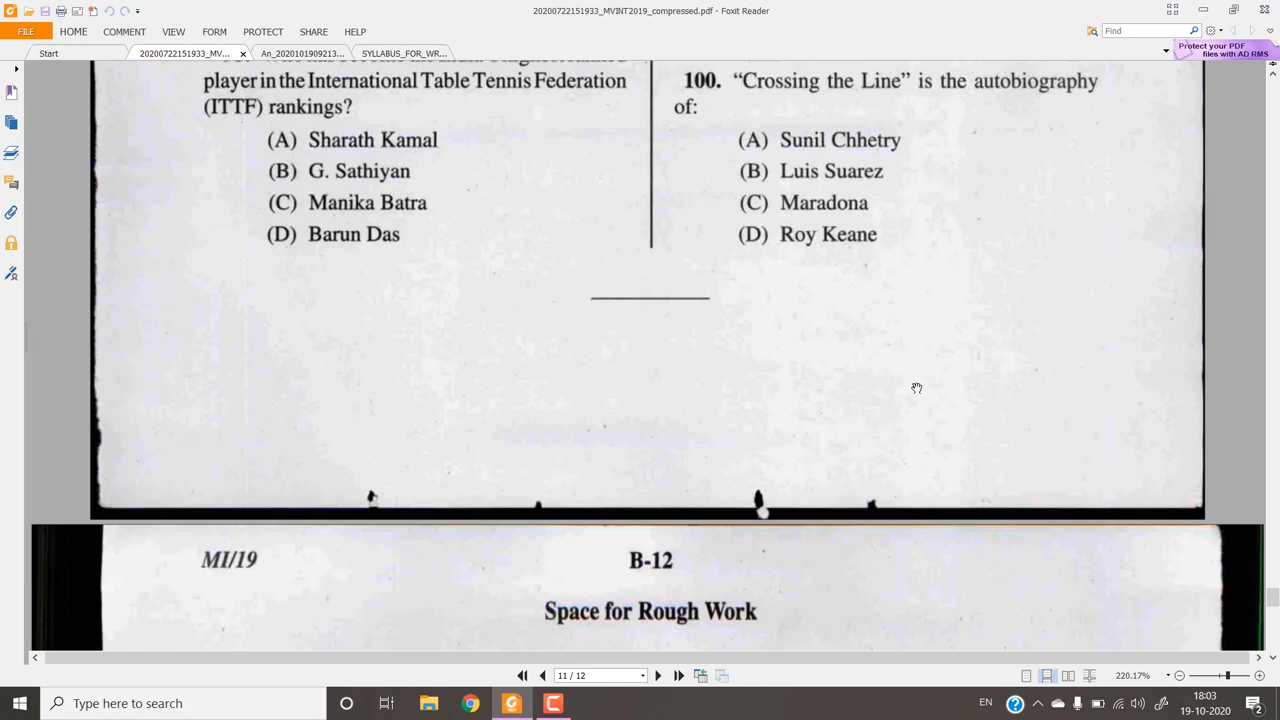 20200722151933_MVINT2019_compressed.pdf - Foxit Reader
FILE
HOME
COMMENT
VIEW
FORM
PROTECT
SHARE
HELP
Find
Start
20200722151933_MV...
An_2020101909213...
SYLLABUS_FOR_WR...
Protect your PDF
files with AD RMS
player in the International Table Tennis Federation
(ITTF) rankings?
(A) Sharath Kamal
(B) G. Sathiyan
(C) Manika Batra
(D) Barun Das
100. “Crossing the Line” is the autobiography
of:
(A) Sunil Chhetry
(B) Luis Suarez
(C) Maradona
(D) Roy Keane
MI/19
B-12
Space for Rough Work
11 / 12
220.17%
Type here to search
EN
18:03
19-10-2020
2